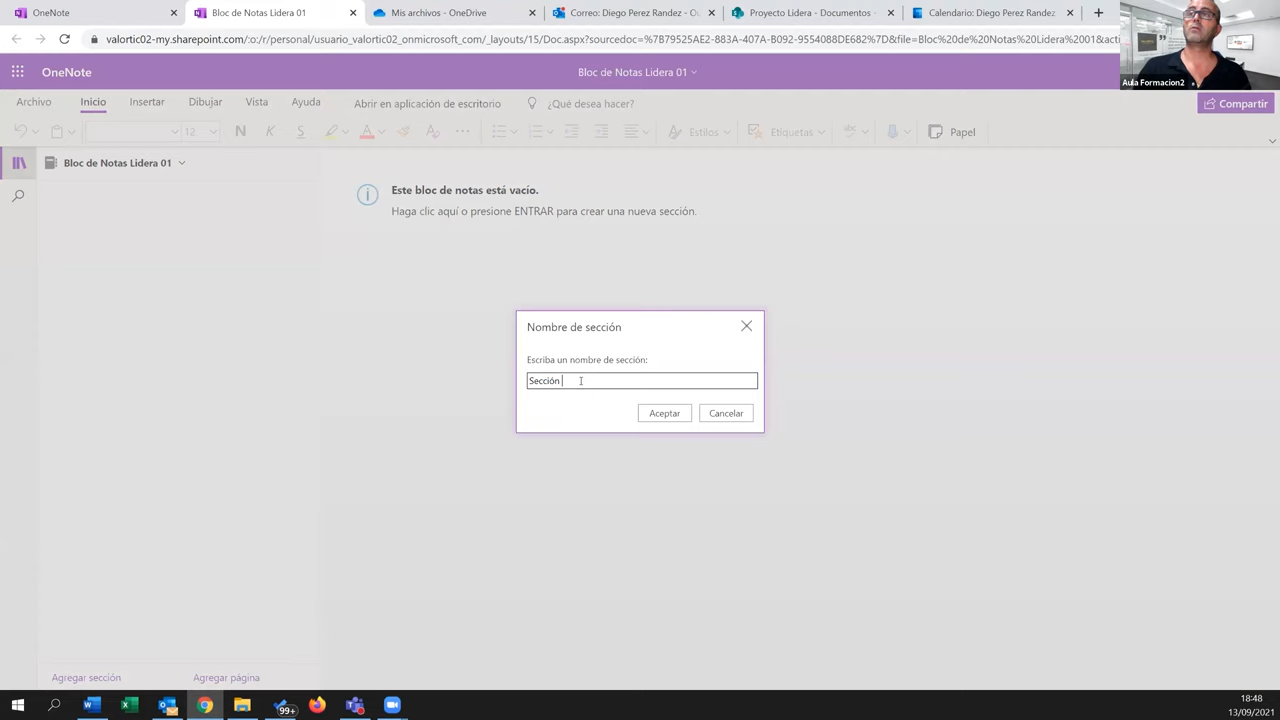 OneNote
Bloc de Notas Lidera 01
Mis archivos - OneDrive
Correo: Diego Perez Randez - Ou
Proyecto Lidera - Documentos -
Calendario: Diego Perez Randez -
valortic02-my.sharepoint.com/:o:/r/personal/usuario_valortic02_onmicrosoft_com/_layouts/15/Doc.aspx?sourcedoc=%7B79525AE2-883A-407A-B092-9554088DE682%7D&file=Bloc%20de%20Notas%20Lidera%2001&acti
OneNote
Bloc de Notas Lidera 01
Aula Formacion2
Archivo
Inicio
Insertar
Dibujar
Vista
Ayuda
Abrir en aplicación de escritorio
¿Qué desea hacer?
Compartir
12
N
K
S
A
Estilos
Etiquetas
Papel
Bloc de Notas Lidera 01
Este bloc de notas está vacío.
Haga clic aquí o presione ENTRAR para crear una nueva sección.
Nombre de sección
Escriba un nombre de sección:
Sección
Aceptar
Cancelar
Agregar sección
Agregar página
99+
18:48
13/09/2021